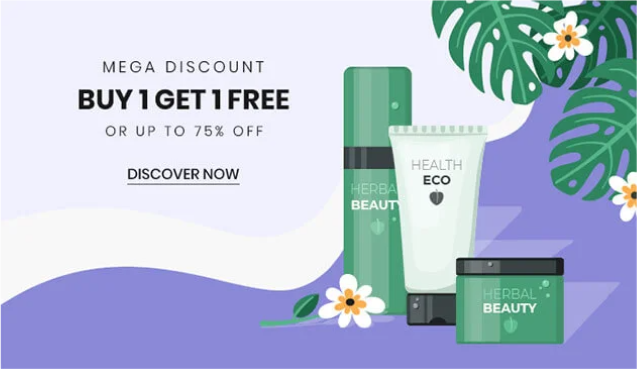 MEGA DISCOUNT
BUY 1 GET 1 FREE
OR UP TO 75% OFF
DISCOVER NOW
HERBA
BEAUTY
HEALTH
ECO
HERBAL
BEAUTY